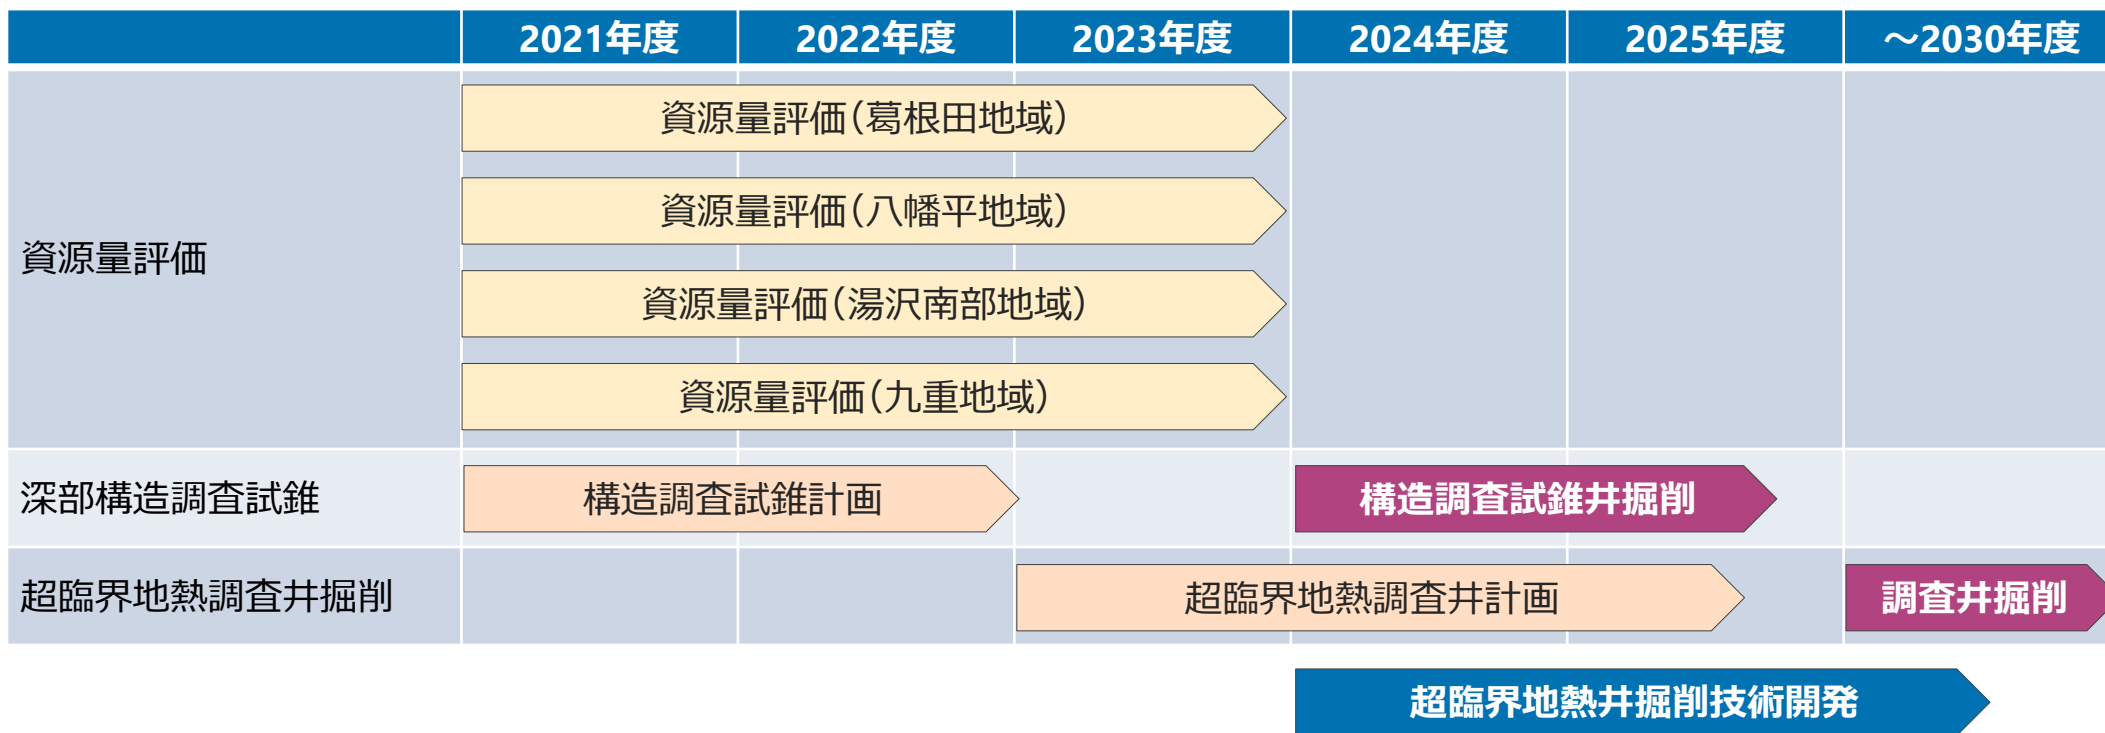 2021年度
2022年度
2023年度
2024年度
2025年度
～2030年度
資源量評価
資源量評価（葛根田地域）
資源量評価（八幡平地域）
資源量評価（湯沢南部地域）
資源量評価（九重地域）
深部構造調査試錐
構造調査試錐計画
構造調査試錐井掘削
超臨界地熱調査井掘削
超臨界地熱調査井計画
調査井掘削
超臨界地熱井掘削技術開発